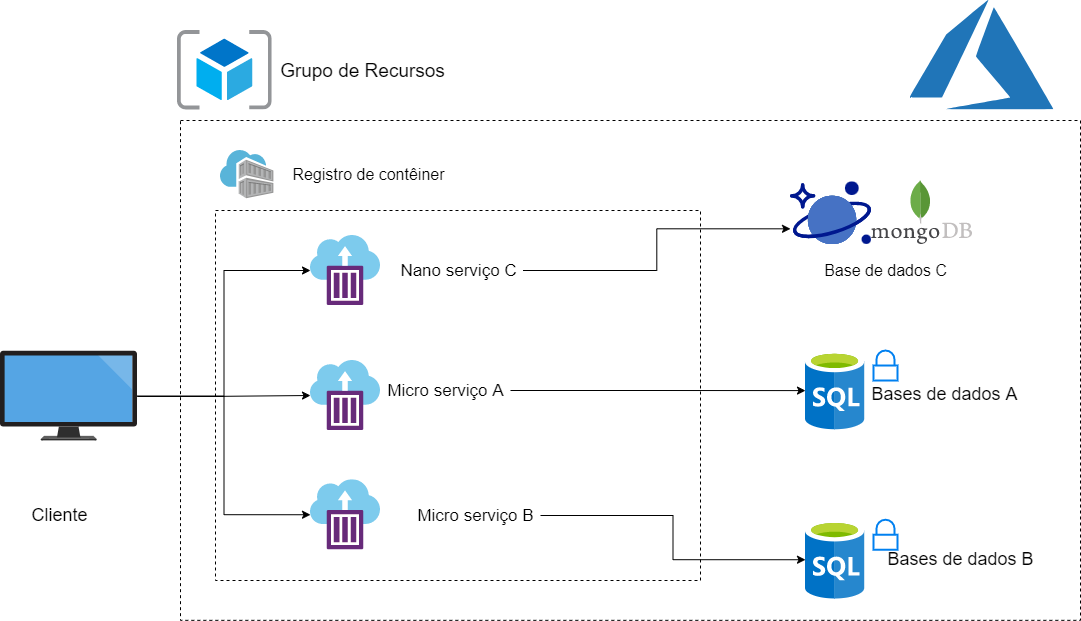 Grupo de Recursos
Registro de contêiner
mongoDB
Nano serviço C
Base de dados C
Micro serviço A
SQL
Bases de dados A
Cliente
Micro serviço B
SQL
Bases de dados B